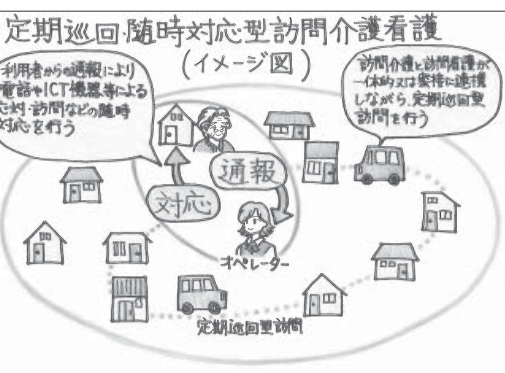 定期巡回・随時対応型訪問介護看護
(イメージ図)
利用者からの通報により
電話やICT機器等による
応対・訪問などの随時
対応を行う
訪問介護と訪問看護が
一体的又は密接に連携
しながら、定期巡回型
訪問を行う
通報
対応
オペレーター
定期巡回型訪問